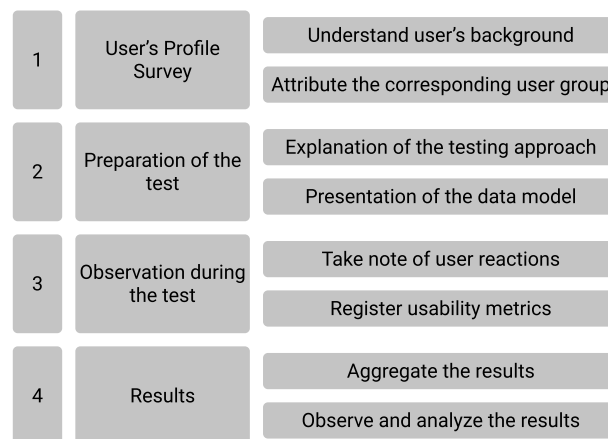 1
User's Profile
Survey
Understand user's background
Attribute the corresponding user group
2
Preparation of the
test
Explanation of the testing approach
Presentation of the data model
3
Observation during
the test
Take note of user reactions
Register usability metrics
4
Results
Aggregate the results
Observe and analyze the results